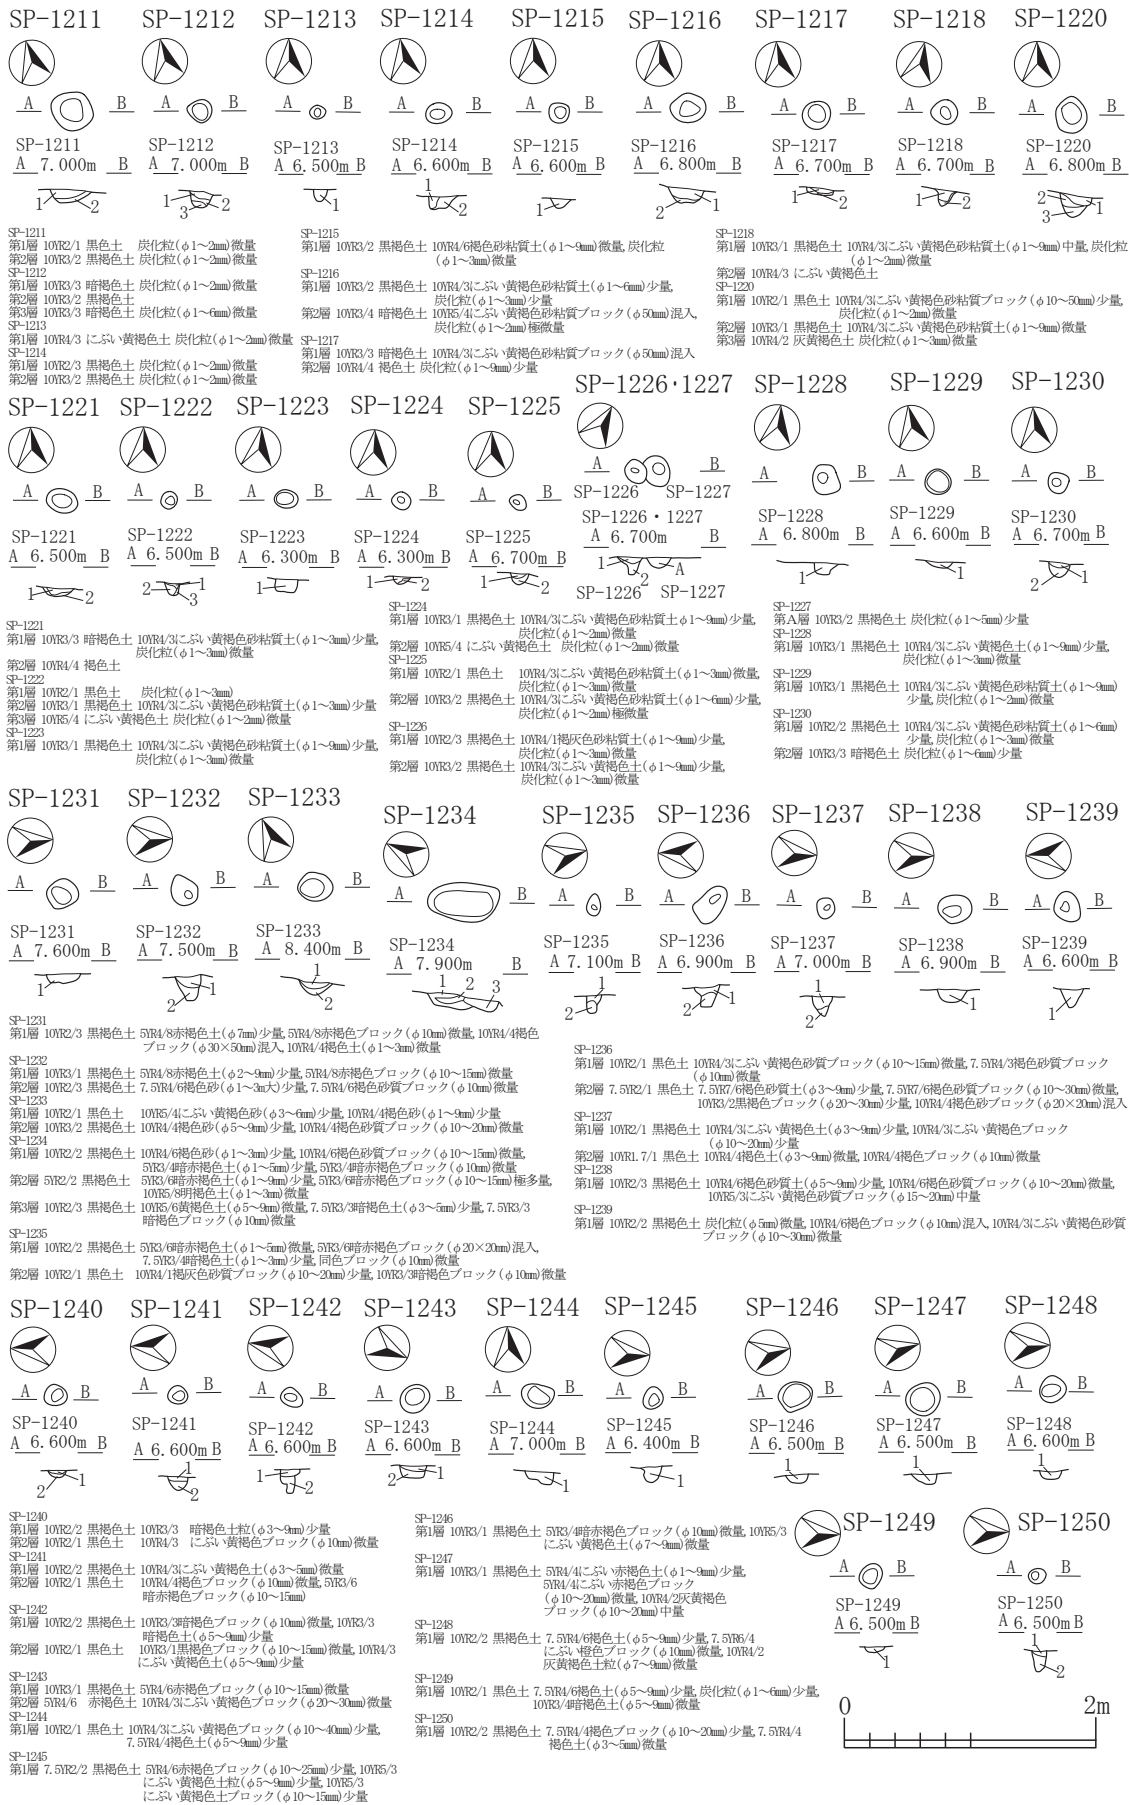 SP-1211 SP-1212 SP-1213 SP-1214 SP-1215 SP-1216 SP-1217 SP-1218 SP-1220
A B A B A B A B A B A B A B A B A B
SP-1211 SP-1212 SP-1213 SP-1214 SP-1215 SP-1216 SP-1217 SP-1218 SP-1220
A 7.000m B A 7.000m B A 6.500m B A 6.600m B A 6.600m B A 6.800m B A 6.700m B A 6.700m B A 6.800m B
1 2 1 2 3 1 1 2 1 1 2 1 2 1 2 2 1 3
SP-1211
第1層 10YR2/1 黒色土 炭化粒(φ1～2mm)微量
第2層 10YR3/2 黒褐色土 炭化粒(φ1～2mm)微量
SP-1212
第1層 10YR3/3 暗褐色土 炭化粒(φ1～2mm)微量
第2層 10YR3/2 黒褐色土
第3層 10YR3/3 暗褐色土 炭化粒(φ1～6mm)微量
SP-1213
第1層 10YR4/3 にぶい黄褐色土 炭化粒(φ1～2mm)微量
SP-1214
第1層 10YR2/3 黒褐色土 炭化粒(φ1～2mm)微量
第2層 10YR3/2 黒褐色土 炭化粒(φ1～2mm)微量
SP-1215
第1層 10YR3/2 黒褐色土 10YR4/6褐色砂粘質土(φ1～9mm)微量,炭化粒
(φ1～3mm)微量
SP-1216
第1層 10YR3/2 黒褐色土 10YR4/3にぶい黄褐色砂粘質土(φ1～6mm)少量,
炭化粒(φ1～3mm)少量
第2層 10YR3/4 暗褐色土 10YR5/4にぶい黄褐色砂粘質ブロック(φ50mm)混入,
炭化粒(φ1～2mm)極微量
SP-1217
第1層 10YR3/3 暗褐色土 10YR4/3にぶい黄褐色砂粘質ブロック(φ50mm)混入
第2層 10YR4/4 褐色土 炭化粒(φ1～9mm)少量
SP-1218
第1層 10YR3/1 黒褐色土 10YR4/3にぶい黄褐色砂粘質土(φ1～9mm)中量,炭化粒
(φ1～2mm)微量
第2層 10YR4/3 にぶい黄褐色土
SP-1220
第1層 10YR2/1 黒色土 10YR4/3にぶい黄褐色砂粘質ブロック(φ10～50mm)少量,
炭化粒(φ1～2mm)微量
第2層 10YR3/1 黒褐色土 10YR4/3にぶい黄褐色砂粘質土(φ1～9mm)微量
第3層 10YR4/2 灰黄褐色土 炭化粒(φ1～3mm)微量
SP-1221 SP-1222 SP-1223 SP-1224 SP-1225 SP-1226・1227 SP-1228 SP-1229 SP-1230
A B A B A B A B A B A B A B A B A B
SP-1226 SP-1227
SP-1221 SP-1222 SP-1223 SP-1224 SP-1225 SP-1226・1227 SP-1228 SP-1229 SP-1230
A 6.500m B A 6.500m B A 6.300m B A 6.300m B A 6.700m B A 6.700m B A 6.800m B A 6.600m B A 6.700m B
1 2 2 1 3 1 1 2 1 2 1 2 A 1 1 2 1
SP-1226 SP-1227
SP-1221
第1層 10YR3/3 暗褐色土 10YR4/3にぶい黄褐色砂粘質土(φ1～3mm)少量,
炭化粒(φ1～3mm)微量
第2層 10YR4/4 褐色土
SP-1222
第1層 10YR2/1 黒色土 炭化粒(φ1～3mm)
第2層 10YR3/1 黒褐色土 10YR4/3にぶい黄褐色砂粘質土(φ1～3mm)少量
第3層 10YR5/4 にぶい黄褐色土 炭化粒(φ1～2mm)微量
SP-1223
第1層 10YR3/1 黒褐色土 10YR4/3にぶい黄褐色砂粘質土(φ1～9mm)少量,
炭化粒(φ1～3mm)微量
SP-1224
第1層 10YR3/1 黒褐色土 10YR4/3にぶい黄褐色砂粘質土(φ1～9mm)少量,
炭化粒(φ1～2mm)微量
第2層 10YR5/4 にぶい黄褐色土 炭化粒(φ1～2mm)微量
SP-1225
第1層 10YR2/1 黒色土 10YR4/3にぶい黄褐色砂粘質土(φ1～3mm)微量,
炭化粒(φ1～3mm)微量
第2層 10YR3/2 黒褐色土 10YR4/3にぶい黄褐色砂粘質土(φ1～6mm)少量,
炭化粒(φ1～2mm)極微量
SP-1226
第1層 10YR2/3 黒褐色土 10YR4/1褐灰色砂粘質土(φ1～9mm)少量,
炭化粒(φ1～3mm)微量
第2層 10YR3/2 黒褐色土 10YR4/3にぶい黄褐色土(φ1～9mm)少量,
炭化粒(φ1～3mm)微量
SP-1227
第A層 10YR3/2 黒褐色土 炭化粒(φ1～5mm)少量
SP-1228
第1層 10YR3/1 黒褐色土 10YR4/3にぶい黄褐色砂粘質土(φ1～9mm)少量,
炭化粒(φ1～3mm)微量
SP-1229
第1層 10YR3/1 黒褐色土 10YR4/3にぶい黄褐色砂粘質土(φ1～9mm)
少量,炭化粒(φ1～2mm)微量
SP-1230
第1層 10YR2/2 黒褐色土 10YR4/3にぶい黄褐色砂粘質土(φ1～6mm)
少量,炭化粒(φ1～3mm)微量
第2層 10YR3/3 暗褐色土 炭化粒(φ1～6mm)少量
SP-1231 SP-1232 SP-1233 SP-1234 SP-1235 SP-1236 SP-1237 SP-1238 SP-1239
A B A B A B A B A B A B A B A B A B
SP-1231 SP-1232 SP-1233 SP-1234 SP-1235 SP-1236 SP-1237 SP-1238 SP-1239
A 7.600m B A 7.500m B A 8.400m B A 7.900m B A 7.100m B A 6.900m B A 7.000m B A 6.900m B A 6.600m B
1 2 1 1 2 1 2 3 1 2 2 1 1 2 1 1
SP-1231
第1層 10YR2/3 黒褐色土 5YR4/8赤褐色土(φ7mm)少量,5YR4/8赤褐色ブロック(φ10mm)微量,10YR4/4褐色
ブロック(φ30×50mm)混入,10YR4/4褐色土(φ1～3mm)微量
SP-1232
第1層 10YR3/1 黒褐色土 5YR4/8赤褐色土(φ2～9mm)少量,5YR4/8赤褐色ブロック(φ10～15mm)微量
第2層 10YR2/3 黒褐色土 7.5YR4/6褐色砂(φ1～3m大)少量,7.5YR4/6褐色砂質ブロック(φ10mm)微量
SP-1233
第1層 10YR2/1 黒色土 10YR5/4にぶい黄褐色砂(φ3～6mm)少量,10YR4/4褐色砂(φ1～9mm)少量
第2層 10YR3/2 黒褐色土 10YR4/4褐色砂(φ5～9mm)少量,10YR4/4褐色砂質ブロック(φ10～20mm)微量
SP-1234
第1層 10YR2/2 黒褐色土 10YR4/6褐色砂(φ1～3mm)少量,10YR4/6褐色砂質ブロック(φ10～15mm)微量,
5YR3/4暗赤褐色土(φ1～5mm)少量,5YR3/4暗赤褐色ブロック(φ10mm)微量
第2層 5YR2/2 黒褐色土 5YR3/6暗赤褐色土(φ1～9mm)少量,5YR3/6暗赤褐色ブロック(φ10～15mm)極多量,
10YR5/8明褐色土(φ1～3mm)微量
第3層 10YR2/3 黒褐色土 10YR5/6黄褐色土(φ5～9mm)微量,7.5YR3/3暗褐色土(φ3～5mm)少量,7.5YR3/3
暗褐色ブロック(φ10mm)微量
SP-1235
第1層 10YR2/2 黒褐色土 5YR3/6暗赤褐色土(φ1～5mm)微量,5YR3/6暗赤褐色ブロック(φ20×20mm)混入,
7.5YR3/4暗褐色土(φ1～3mm)少量,同色ブロック(φ10mm)微量
第2層 10YR2/1 黒色土 10YR4/1褐灰色砂質ブロック(φ10～20mm)少量,10YR3/3暗褐色ブロック(φ10mm)微量
SP-1236
第1層 10YR2/1 黒色土 10YR4/3にぶい黄褐色砂質ブロック(φ10～15mm)微量,7.5YR4/3褐色砂質ブロック
(φ10mm)微量
第2層 7.5YR2/1 黒色土 7.5YR7/6褐色砂質土(φ3～9mm)少量,7.5YR7/6褐色砂質ブロック(φ10～30mm)微量,
10YR3/2黒褐色ブロック(φ20～30mm)少量,10YR4/4褐色砂ブロック(φ20×20mm)混入
SP-1237
第1層 10YR2/1 黒褐色土 10YR4/3にぶい黄褐色土(φ3～9mm)少量,10YR4/3にぶい黄褐色ブロック
(φ10～20mm)少量
第2層 10YR1.7/1 黒色土 10YR4/4褐色土(φ3～9mm)微量,10YR4/4褐色ブロック(φ10mm)微量
SP-1238
第1層 10YR2/3 黒褐色土 10YR4/6褐色砂質土(φ5～9mm)少量,10YR4/6褐色砂質ブロック(φ10～20mm)微量,
10YR5/3にぶい黄褐色砂質ブロック(φ15～20mm)中量
SP-1239
第1層 10YR2/2 黒褐色土 炭化粒(φ5mm)微量,10YR4/6褐色ブロック(φ10mm)混入,10YR4/3にぶい黄褐色砂質
ブロック(φ10～30mm)微量
SP-1240 SP-1241 SP-1242 SP-1243 SP-1244 SP-1245 SP-1246 SP-1247 SP-1248
A B A B A B A B A B A B A B A B A B
SP-1240 SP-1241 SP-1242 SP-1243 SP-1244 SP-1245 SP-1246 SP-1247 SP-1248
A 6.600m B A 6.600m B A 6.600m B A 6.600m B A 7.000m B A 6.400m B A 6.500m B A 6.500m B A 6.600m B
2 1 1 2 1 2 2 1 1 1 1 1 1
SP-1240
第1層 10YR2/2 黒褐色土 10YR3/3 暗褐色土粒(φ3～9mm)少量
第2層 10YR2/1 黒色土 10YR4/3 にぶい黄褐色ブロック(φ10mm)微量
SP-1241
第1層 10YR2/2 黒褐色土 10YR4/3にぶい黄褐色土(φ3～5mm)微量
第2層 10YR2/1 黒色土 10YR4/4褐色ブロック(φ10mm)微量,5YR3/6
暗赤褐色ブロック(φ10～15mm)
SP-1242
第1層 10YR2/2 黒褐色土 10YR3/3暗褐色ブロック(φ10mm)微量,10YR3/3
暗褐色土(φ5～9mm)少量
第2層 10YR2/1 黒色土 10YR3/1黒褐色ブロック(φ10～15mm)微量,10YR4/3
にぶい黄褐色土(φ5～9mm)少量
SP-1243
第1層 10YR3/1 黒褐色土 5YR4/6赤褐色ブロック(φ10～15mm)微量
第2層 5YR4/6 赤褐色土 10YR4/3にぶい黄褐色ブロック(φ20～30mm)微量
SP-1244
第1層 10YR2/1 黒色土 10YR4/3にぶい黄褐色ブロック(φ10～40mm)少量,
7.5YR4/4褐色土(φ5～9mm)少量
SP-1245
第1層 7.5YR2/2 黒褐色土 5YR4/6赤褐色ブロック(φ10～25mm)少量,10YR5/3
にぶい黄褐色土粒(φ5～9mm)少量,10YR5/3
にぶい黄褐色土ブロック(φ10～15mm)少量
SP-1246
第1層 10YR3/1 黒褐色土 5YR3/4暗赤褐色ブロック(φ10mm)微量,10YR5/3
にぶい黄褐色土(φ7～9mm)微量
SP-1247
第1層 10YR3/1 黒褐色土 5YR4/4にぶい赤褐色土(φ1～9mm)少量,
5YR4/4にぶい赤褐色ブロック
(φ10～20mm)微量,10YR4/2灰黄褐色
ブロック(φ10～20mm)中量
SP-1248
第1層 10YR2/2 黒褐色土 7.5YR4/6褐色土(φ5～9mm)少量,7.5YR6/4
にぶい橙色ブロック(φ10mm)微量,10YR4/2
灰黄褐色土粒(φ7～9mm)微量
SP-1249
第1層 10YR2/1 黒色土 7.5YR4/6褐色土(φ5～9mm)少量,炭化粒(φ1～6mm)少量,
10YR3/4暗褐色土(φ5～9mm)微量
SP-1250
第1層 10YR2/2 黒褐色土 7.5YR4/4褐色ブロック(φ10～20mm)少量,7.5YR4/4
褐色土(φ3～5mm)微量
SP-1249 SP-1250
A B A B
SP-1249 SP-1250
A 6.500m B A 6.500m B
1 1 2
0 2m